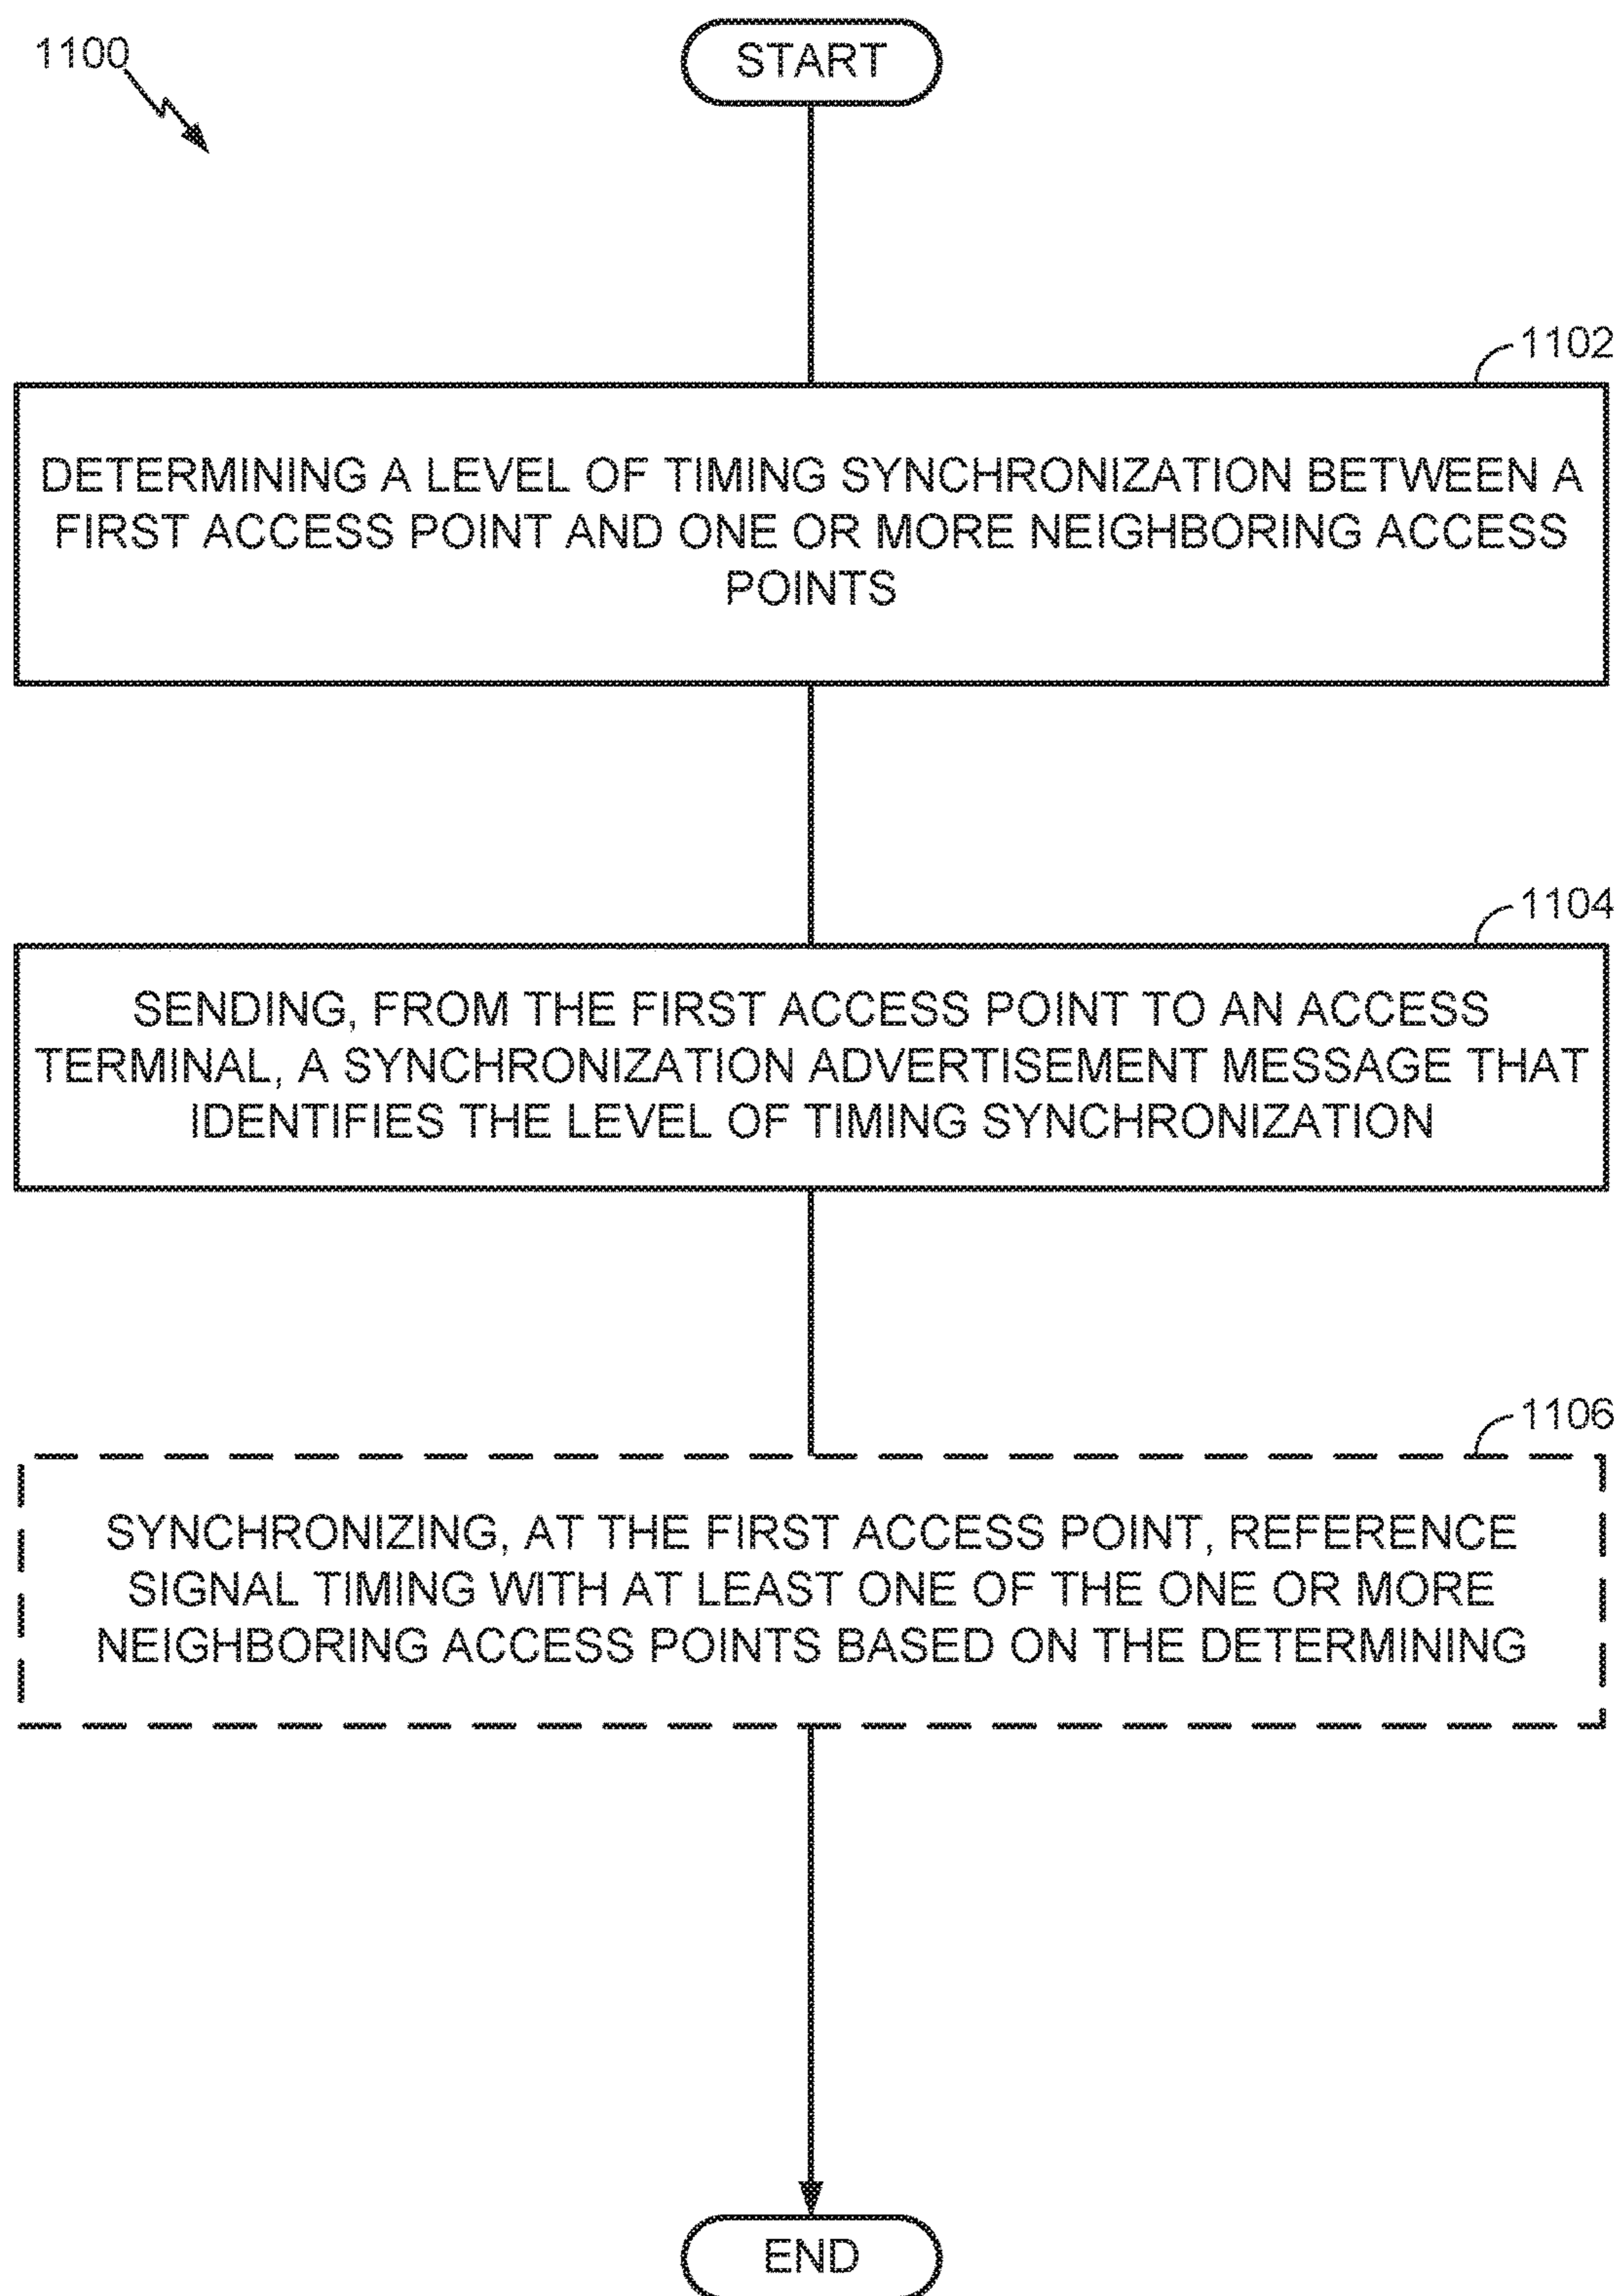 1100
START
1102
DETERMINING A LEVEL OF TIMING SYNCHRONIZATION BETWEEN A
FIRST ACCESS POINT AND ONE OR MORE NEIGHBORING ACCESS
POINTS
1104
SENDING, FROM THE FIRST ACCESS POINT TO AN ACCESS
TERMINAL, A SYNCHRONIZATION ADVERTISEMENT MESSAGE THAT
IDENTIFIES THE LEVEL OF TIMING SYNCHRONIZATION
1106
SYNCHRONIZING, AT THE FIRST ACCESS POINT, REFERENCE
SIGNAL TIMING WITH AT LEAST ONE OF THE ONE OR MORE
NEIGHBORING ACCESS POINTS BASED ON THE DETERMINING
END